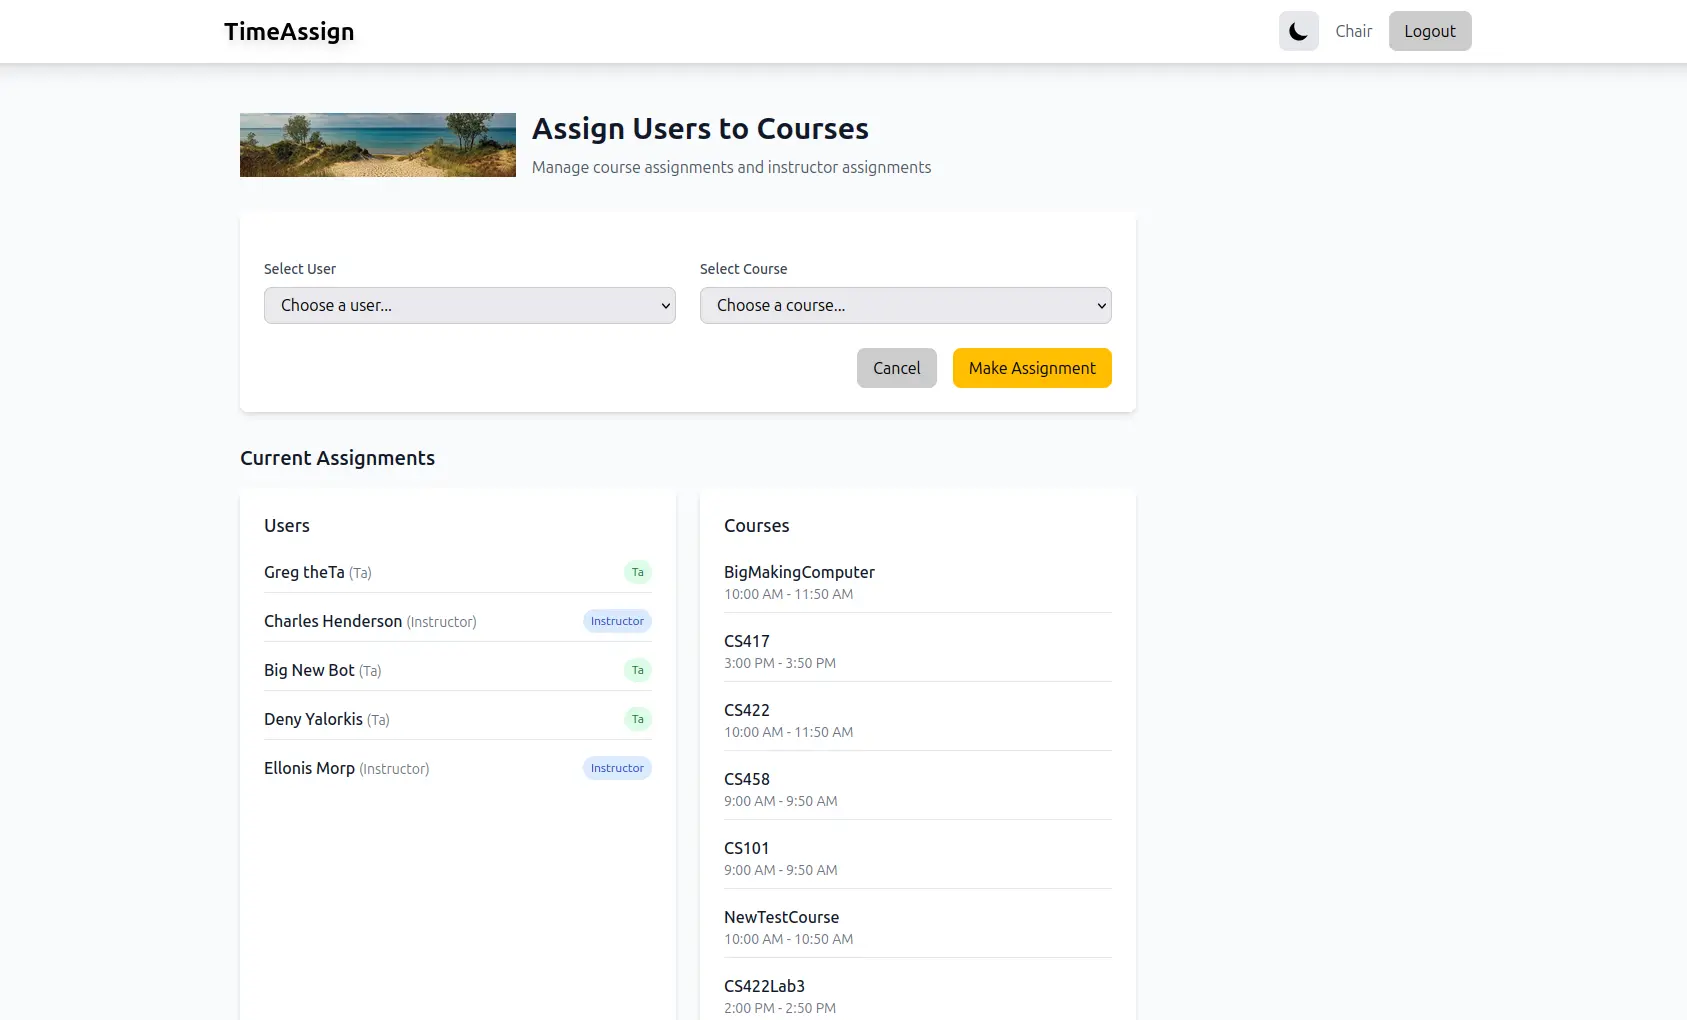 TimeAssign
Chair
Logout
Assign Users to Courses
Manage course assignments and instructor assignments
Select User
Select Course
Choose a user...
Choose a course...
Cancel
Make Assignment
Current Assignments
Users
Greg theTa (Ta)
Ta
Charles Henderson (Instructor)
Instructor
Big New Bot (Ta)
Ta
Deny Yalorkis (Ta)
Ta
Ellonis Morp (Instructor)
Instructor
Courses
BigMakingComputer
10:00 AM - 11:50 AM
CS417
3:00 PM - 3:50 PM
CS422
10:00 AM - 11:50 AM
CS458
9:00 AM - 9:50 AM
CS101
9:00 AM - 9:50 AM
NewTestCourse
10:00 AM - 10:50 AM
CS422Lab3
2:00 PM - 2:50 PM